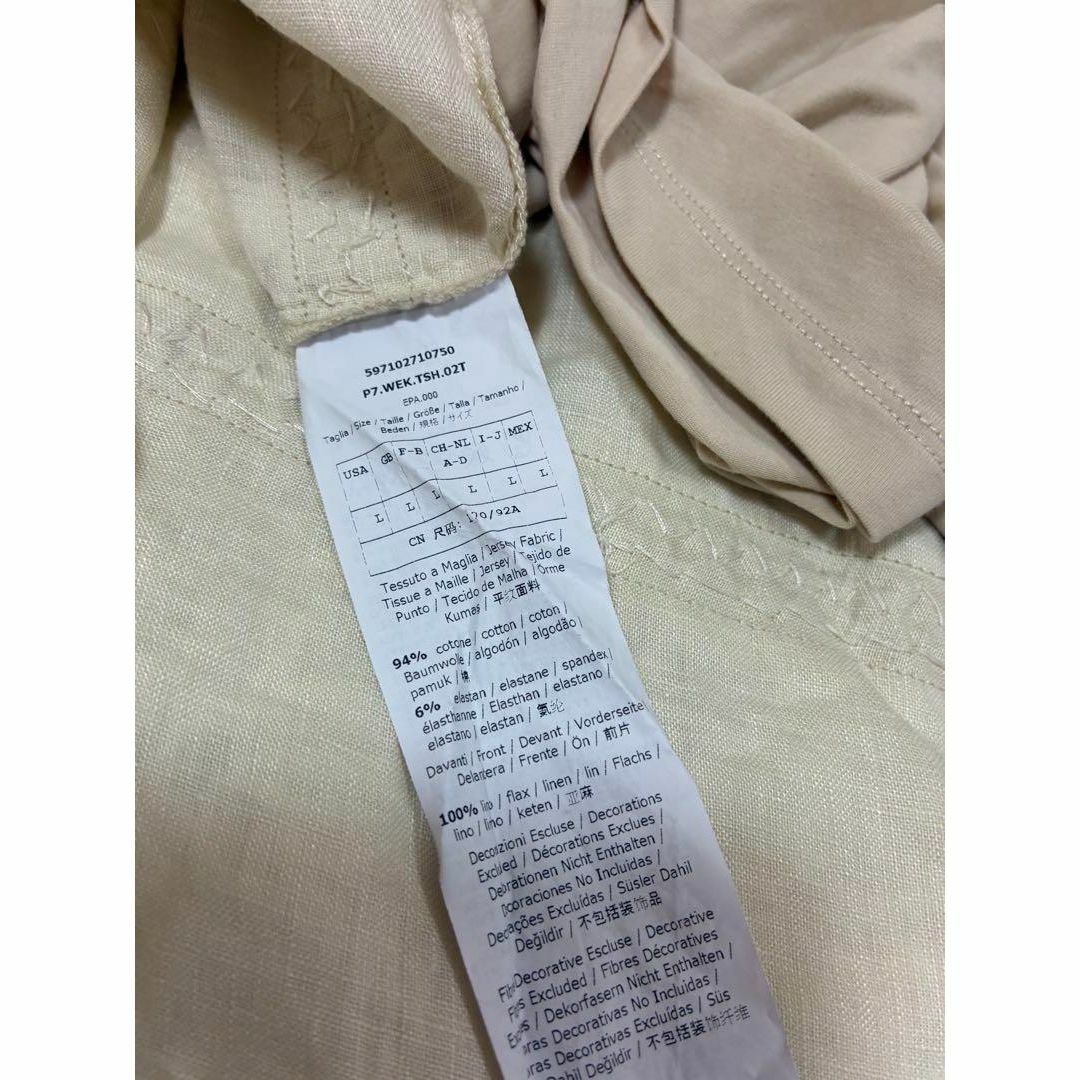 597102710750
P7.WEK.TSH.02T
EPA.000
Taglia / Size / Taille / Größe / Talla / Tamanho /
Beden / 規格 / サイズ
USA GB F-B CH-NL A-D I-J MEX
L L L L L L
CN 尺码: 170/92A
Tessuto a Maglia / Jersey Fabric /
Tissue a Maille / Jersey / Tejido de
Punto / Tecido de Malha / Örme
Kumaş / 平纹面料
94% cotone / cotton / coton /
Baumwolle / algodón / algodão /
pamuk / 棉
6% elastan / elastane / spandex /
élasthanne / Elasthan / elastano /
elastano / elastan / 氨纶
Davanti / Front / Devant / Vorderseite /
Delantera / Frente / Ön / 前片
100% lino / flax / linen / lin / Flachs /
lino / lino / keten / 亚麻
Decorazioni Escluse / Decorations
Excluded / Décorations Exclues /
Dekorationen Nicht Enthalten /
Decoraciones No Incluidas /
Decorações Excluídas / Süsler Dahil
Değildir / 不包括装饰品
Decorative Escluse / Decorative
Excluded / Fibres Décoratives
/ Dekorfasern Nicht Enthalten /
Decorativas No Incluidas /
Decorativas Excluídas / Süs
Dahil Değildir / 不包括装饰纤维